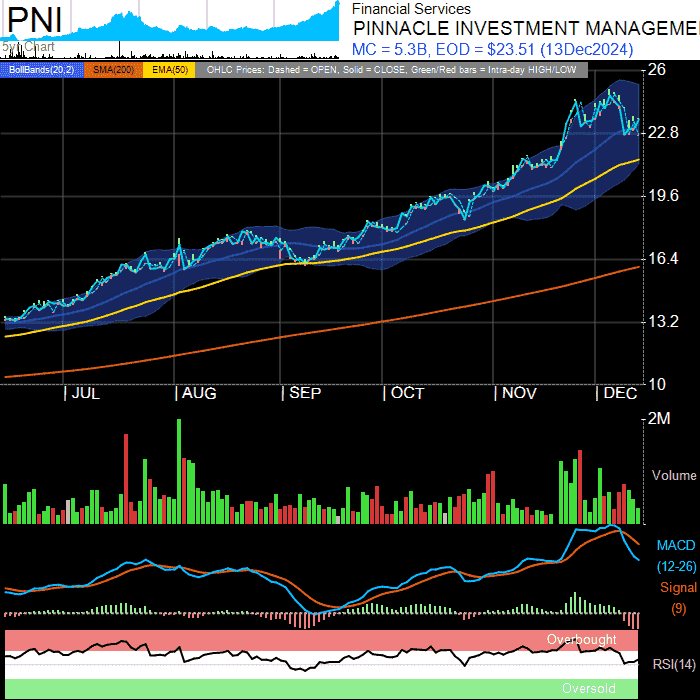 PNI
Financial Services
PINNACLE INVESTMENT MANAGEME
5yr Chart
MC = 5.3B, EOD = $23.51 (13Dec2024)
BollBands(20,2) SMA(200) EMA(50) OHLC Prices: Dashed = OPEN, Solid = CLOSE, Green/Red bars = Intra-day HIGH/LOW
26
22.8
19.6
16.4
13.2
10
| JUL | AUG | SEP | OCT | NOV | DEC
2M
Volume
MACD
(12-26)
Signal
(9)
Overbought
RSI(14)
Oversold